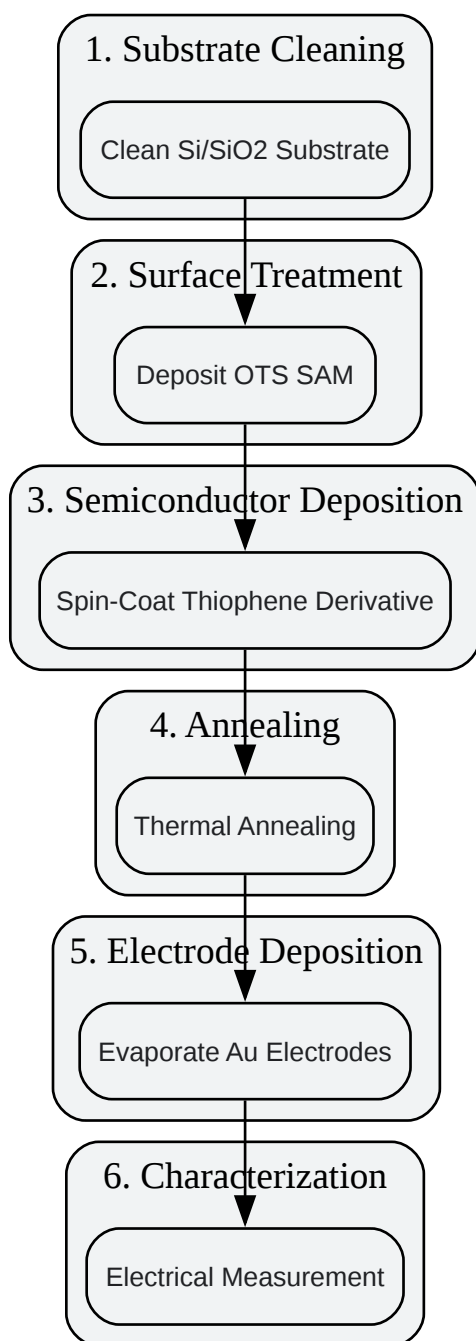 1. Substrate Cleaning
Clean Si/SiO2 Substrate
2. Surface Treatment
Deposit OTS SAM
3. Semiconductor Deposition
Spin-Coat Thiophene Derivative
4. Annealing
Thermal Annealing
5. Electrode Deposition
Evaporate Au Electrodes
6. Characterization
Electrical Measurement